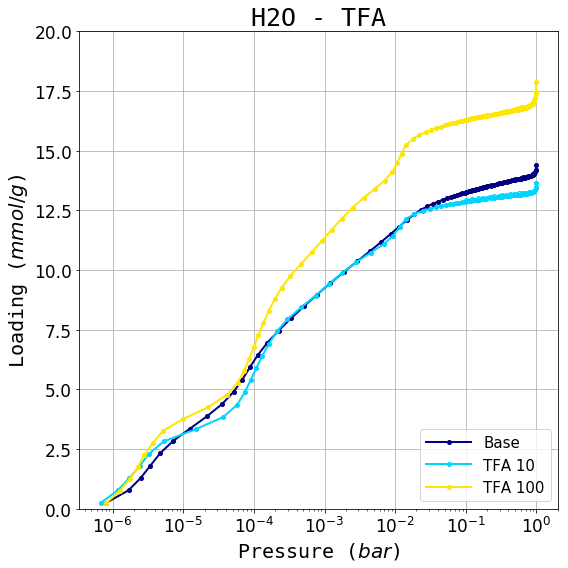 H2O - TFA
20.0
17.5
15.0
12.5
10.0
7.5
5.0
2.5
0.0
Loading (mmol/g)
Base
TFA 10
TFA 100
10⁻⁶ 10⁻⁵ 10⁻⁴ 10⁻³ 10⁻² 10⁻¹ 10⁰
Pressure (bar)